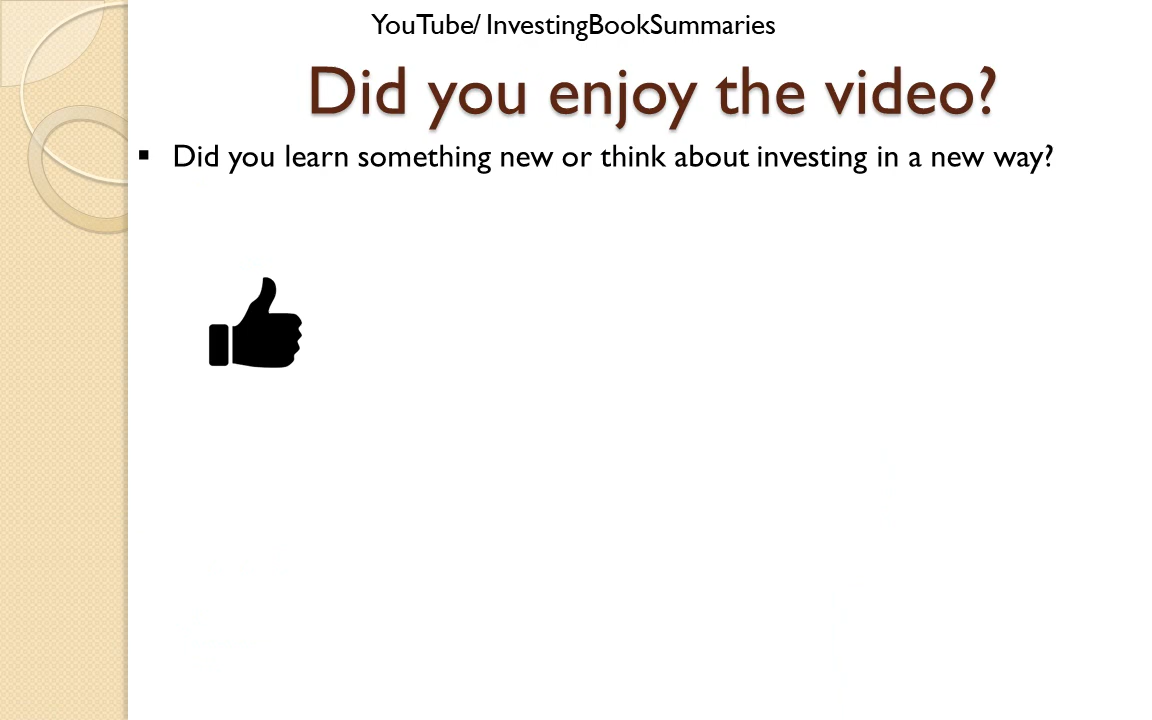 YouTube/ InvestingBookSummaries
Did you enjoy the video?
▪ Did you learn something new or think about investing in a new way?